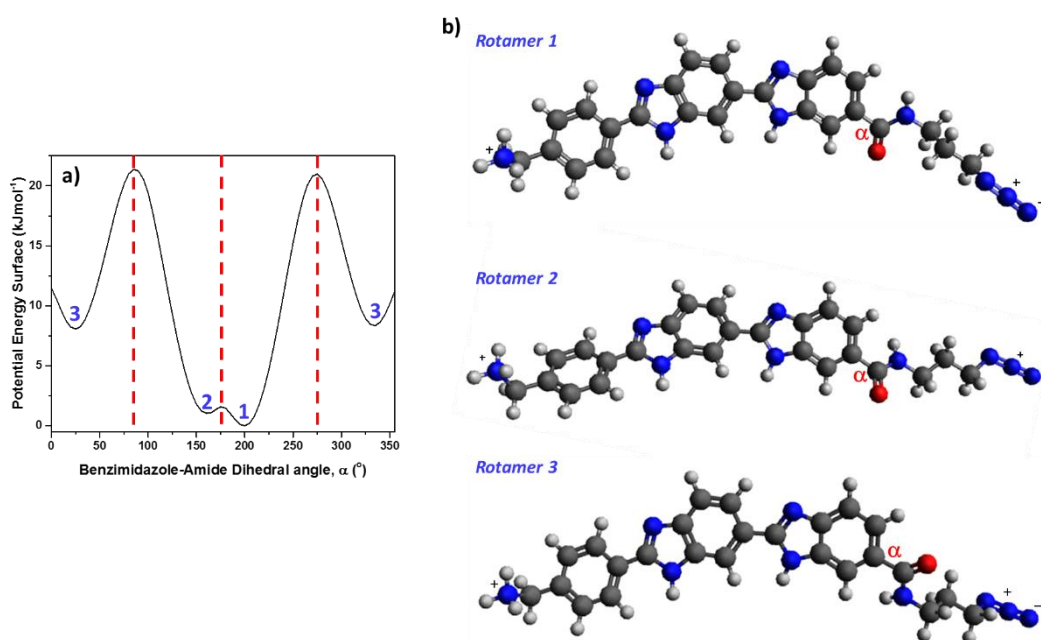 a)
Potential Energy Surface (kJmol⁻¹)
20
15
10
5
0
3
2
1
3
0 50 100 150 200 250 300 350
Benzimidazole-Amide Dihedral angle, α (°)
b)
Rotamer 1
+
α
+
−
Rotamer 2
+
α
+
Rotamer 3
+
α
+
−